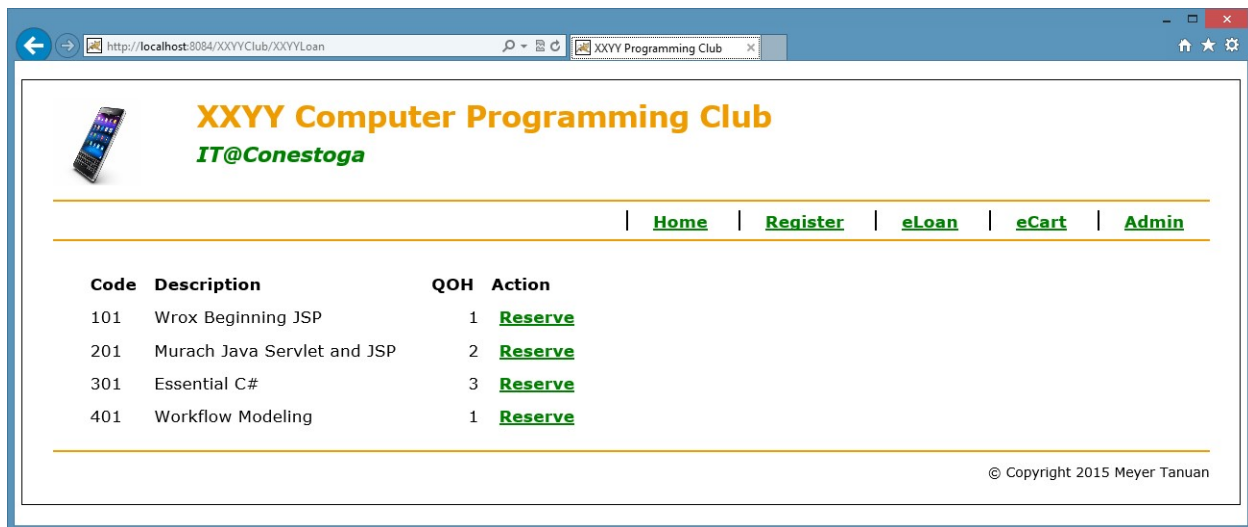 http://localhost:8084/XXYYClub/XXYYLoan
XXYY Programming Club
XXYY Computer Programming Club
IT@Conestoga
Home Register eLoan eCart Admin
Code Description QOH Action
101 Wrox Beginning JSP 1 Reserve
201 Murach Java Servlet and JSP 2 Reserve
301 Essential C# 3 Reserve
401 Workflow Modeling 1 Reserve
© Copyright 2015 Meyer Tanuan